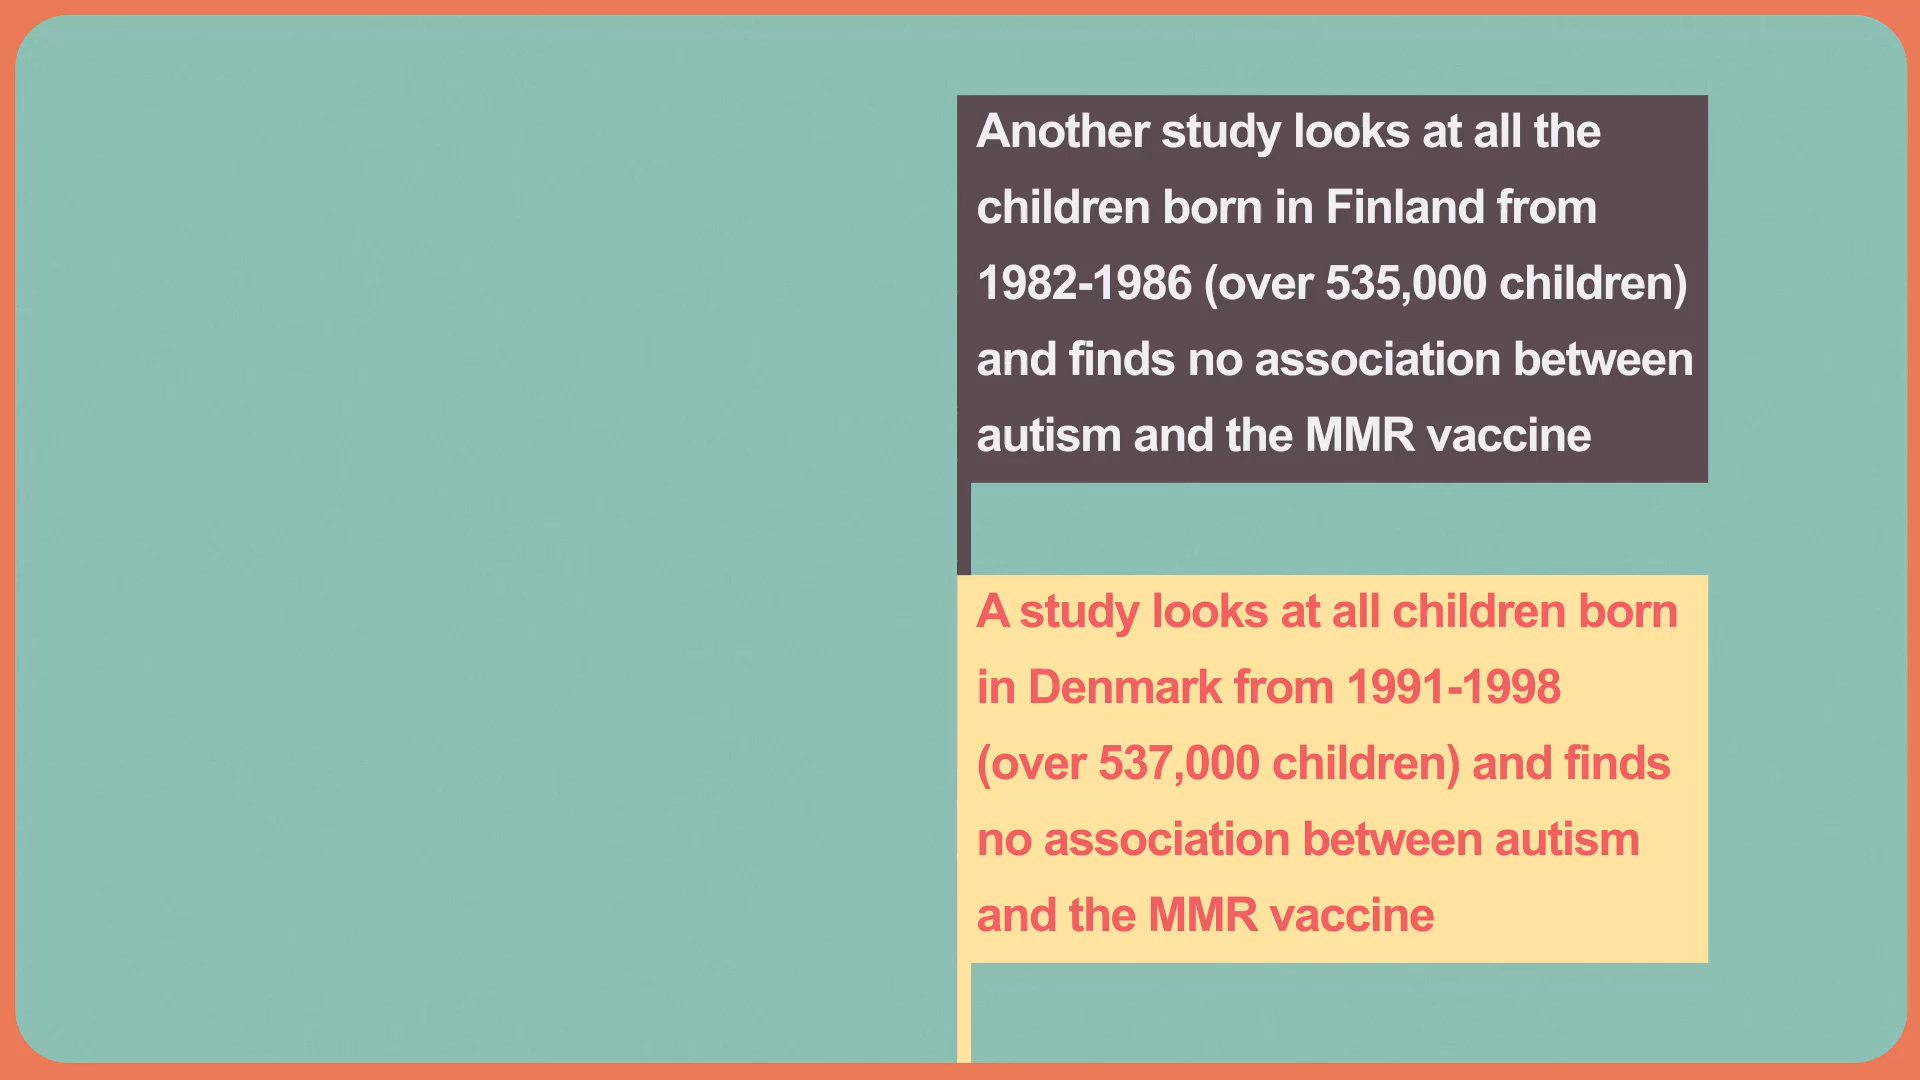 Another study looks at all the
children born in Finland from
1982-1986 (over 535,000 children)
and finds no association between
autism and the MMR vaccine
A study looks at all children born
in Denmark from 1991-1998
(over 537,000 children) and finds
no association between autism
and the MMR vaccine